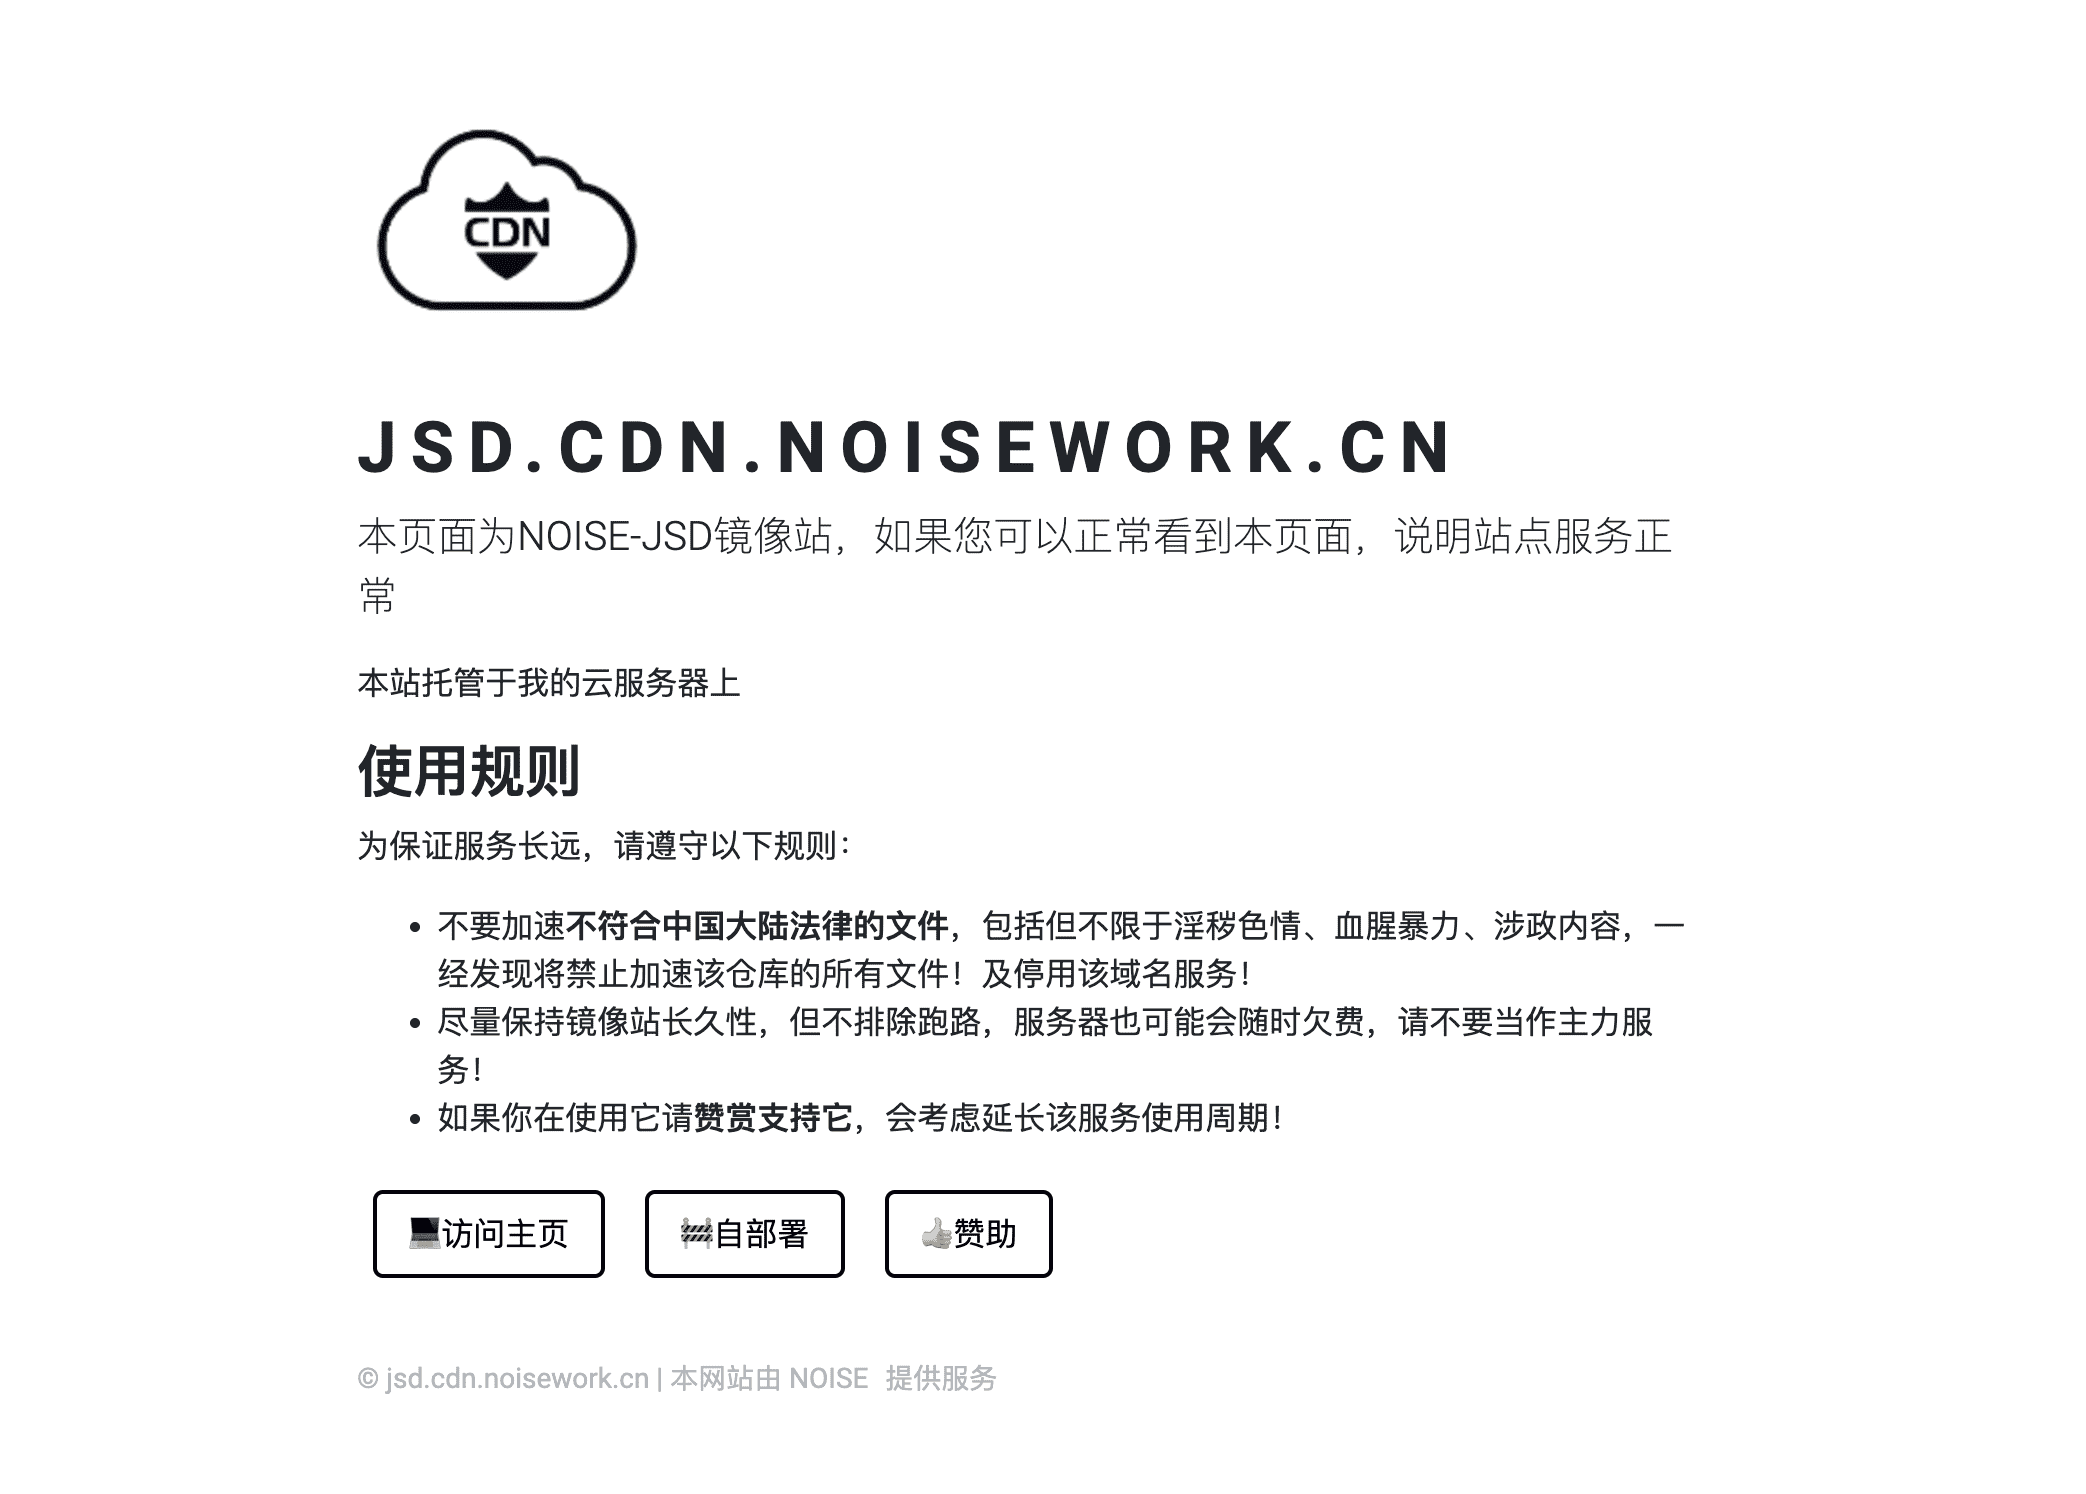 CDN
JSD.CDN.NOISEWORK.CN
本页面为NOISE-JSD镜像站，如果您可以正常看到本页面，说明站点服务正
常
本站托管于我的云服务器上
使用规则
为保证服务长远，请遵守以下规则：
不要加速不符合中国大陆法律的文件，包括但不限于淫秽色情、血腥暴力、涉政内容，一
经发现将禁止加速该仓库的所有文件！及停用该域名服务！
尽量保持镜像站长久性，但不排除跑路，服务器也可能会随时欠费，请不要当作主力服
务！
如果你在使用它请赞赏支持它，会考虑延长该服务使用周期！
💻访问主页 🚧自部署 👍赞助
© jsd.cdn.noisework.cn | 本网站由 NOISE 提供服务